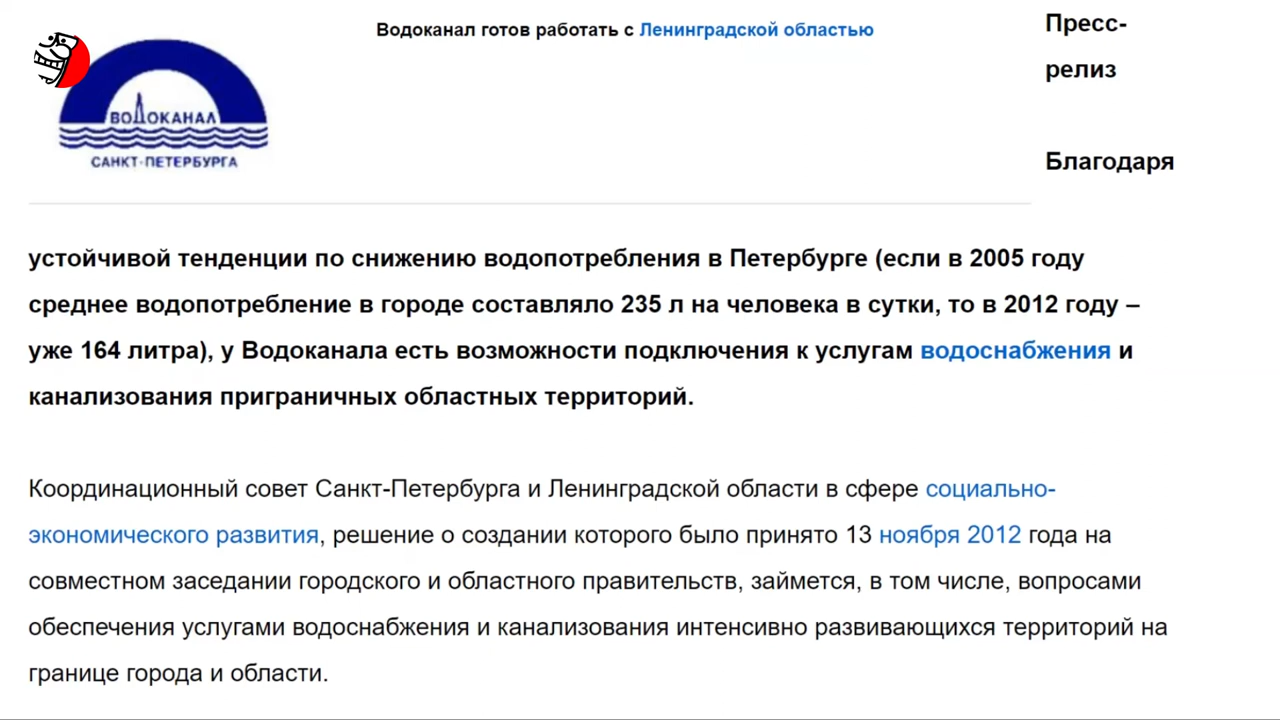 Водоканал готов работать с Ленинградской областью
ВОДОКАНАЛ
САНКТ-ПЕТЕРБУРГА
Пресс-
релиз
Благодаря
устойчивой тенденции по снижению водопотребления в Петербурге (если в 2005 году
среднее водопотребление в городе составляло 235 л на человека в сутки, то в 2012 году –
уже 164 литра), у Водоканала есть возможности подключения к услугам водоснабжения и
канализования приграничных областных территорий.
Координационный совет Санкт-Петербурга и Ленинградской области в сфере социально-
экономического развития, решение о создании которого было принято 13 ноября 2012 года на
совместном заседании городского и областного правительств, займется, в том числе, вопросами
обеспечения услугами водоснабжения и канализования интенсивно развивающихся территорий на
границе города и области.